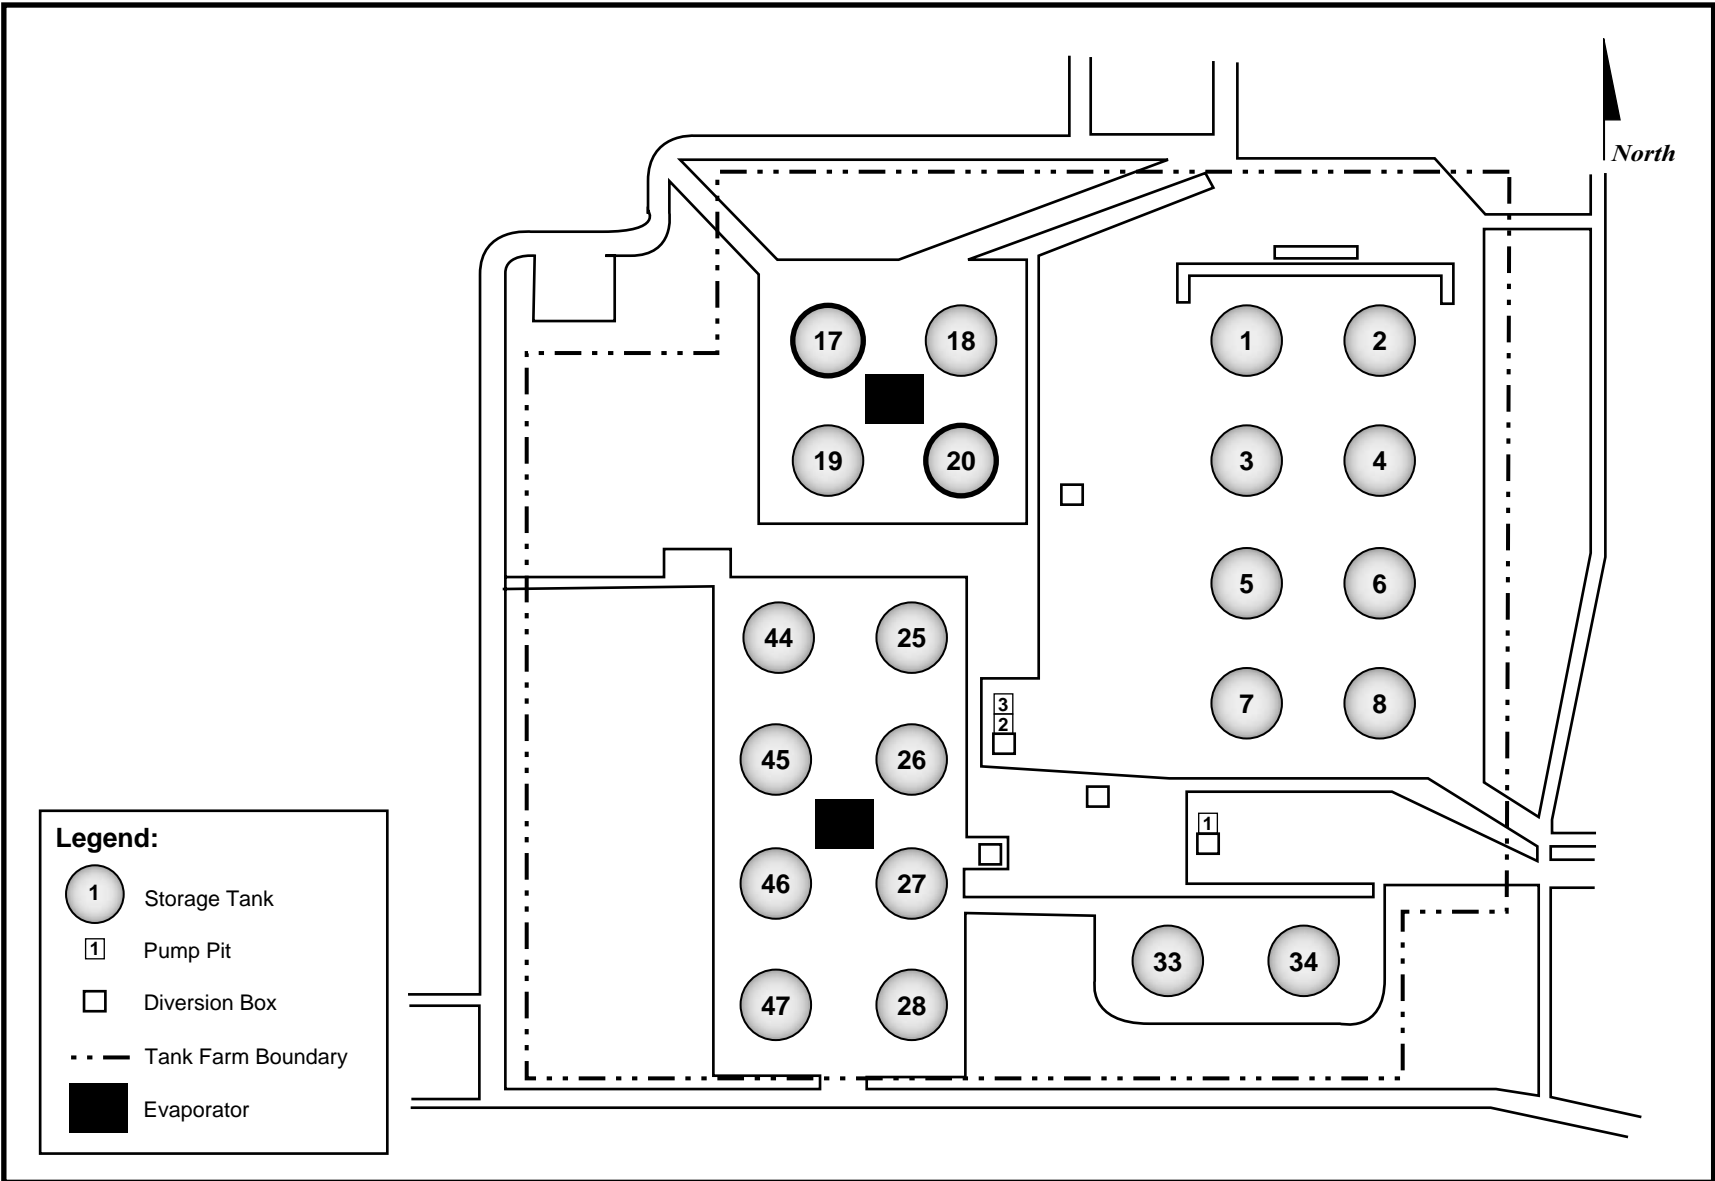 North
17 18 1 2
19 20 3 4
5 6
44 25
7 8
3
2
45 26
1
46 27
33 34
47 28
Legend:
1 Storage Tank
1 Pump Pit
Diversion Box
Tank Farm Boundary
Evaporator